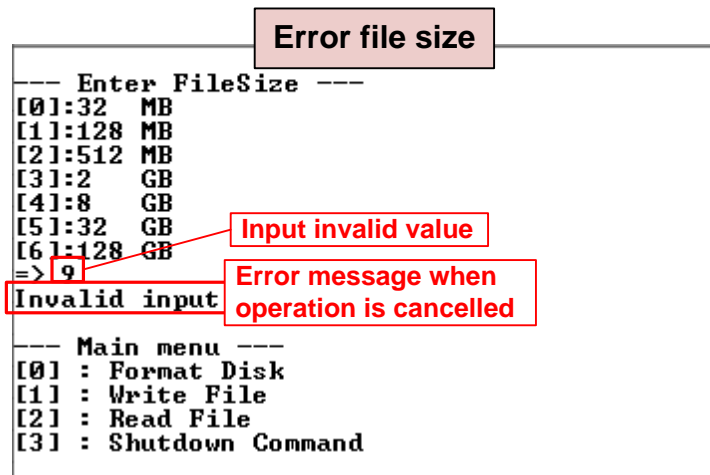 Error file size
--- Enter FileSize ---
[0]:32 MB
[1]:128 MB
[2]:512 MB
[3]:2 GB
[4]:8 GB
[5]:32 GB
[6]:128 GB
Input invalid value
=> 9
Invalid input
Error message when
operation is cancelled
--- Main menu ---
[0] : Format Disk
[1] : Write File
[2] : Read File
[3] : Shutdown Command